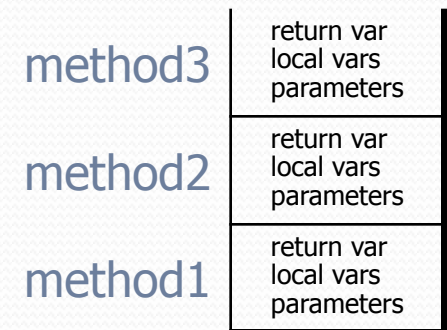 method3
return var
local vars
parameters
method2
return var
local vars
parameters
method1
return var
local vars
parameters